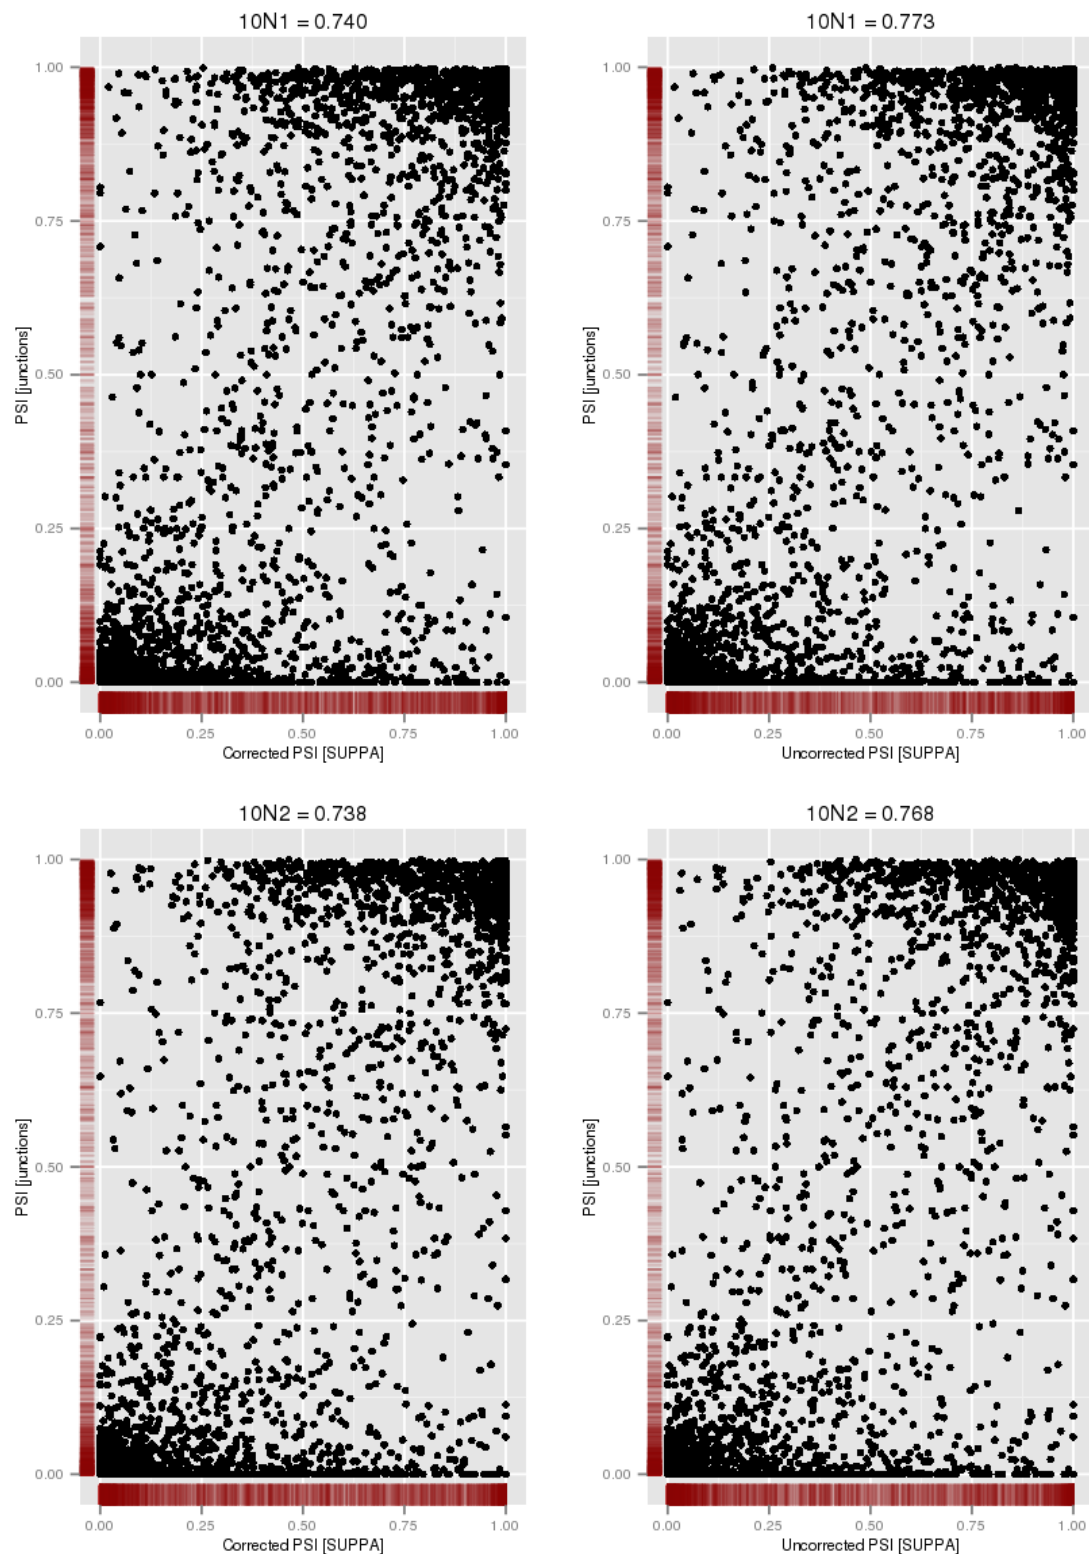 10N1 = 0.740
10N1 = 0.773
1.00
0.75
0.50
0.25
0.00
PSI [junctions]
0.00 0.25 0.50 0.75 1.00
Corrected PSI [SUPPA]
1.00
0.75
0.50
0.25
0.00
PSI [junctions]
0.00 0.25 0.50 0.75 1.00
Uncorrected PSI [SUPPA]
10N2 = 0.738
10N2 = 0.768
1.00
0.75
0.50
0.25
0.00
PSI [junctions]
0.00 0.25 0.50 0.75 1.00
Corrected PSI [SUPPA]
1.00
0.75
0.50
0.25
0.00
PSI [junctions]
0.00 0.25 0.50 0.75 1.00
Uncorrected PSI [SUPPA]